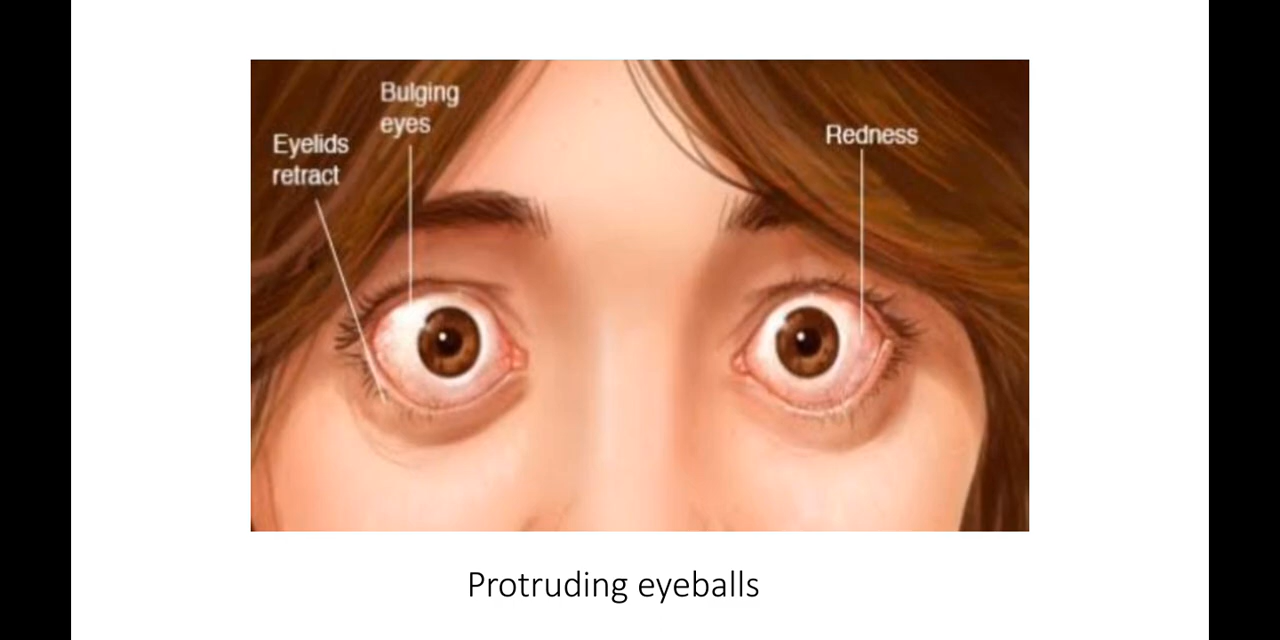 Bulging
eyes
Eyelids
retract
Redness
Protruding eyeballs